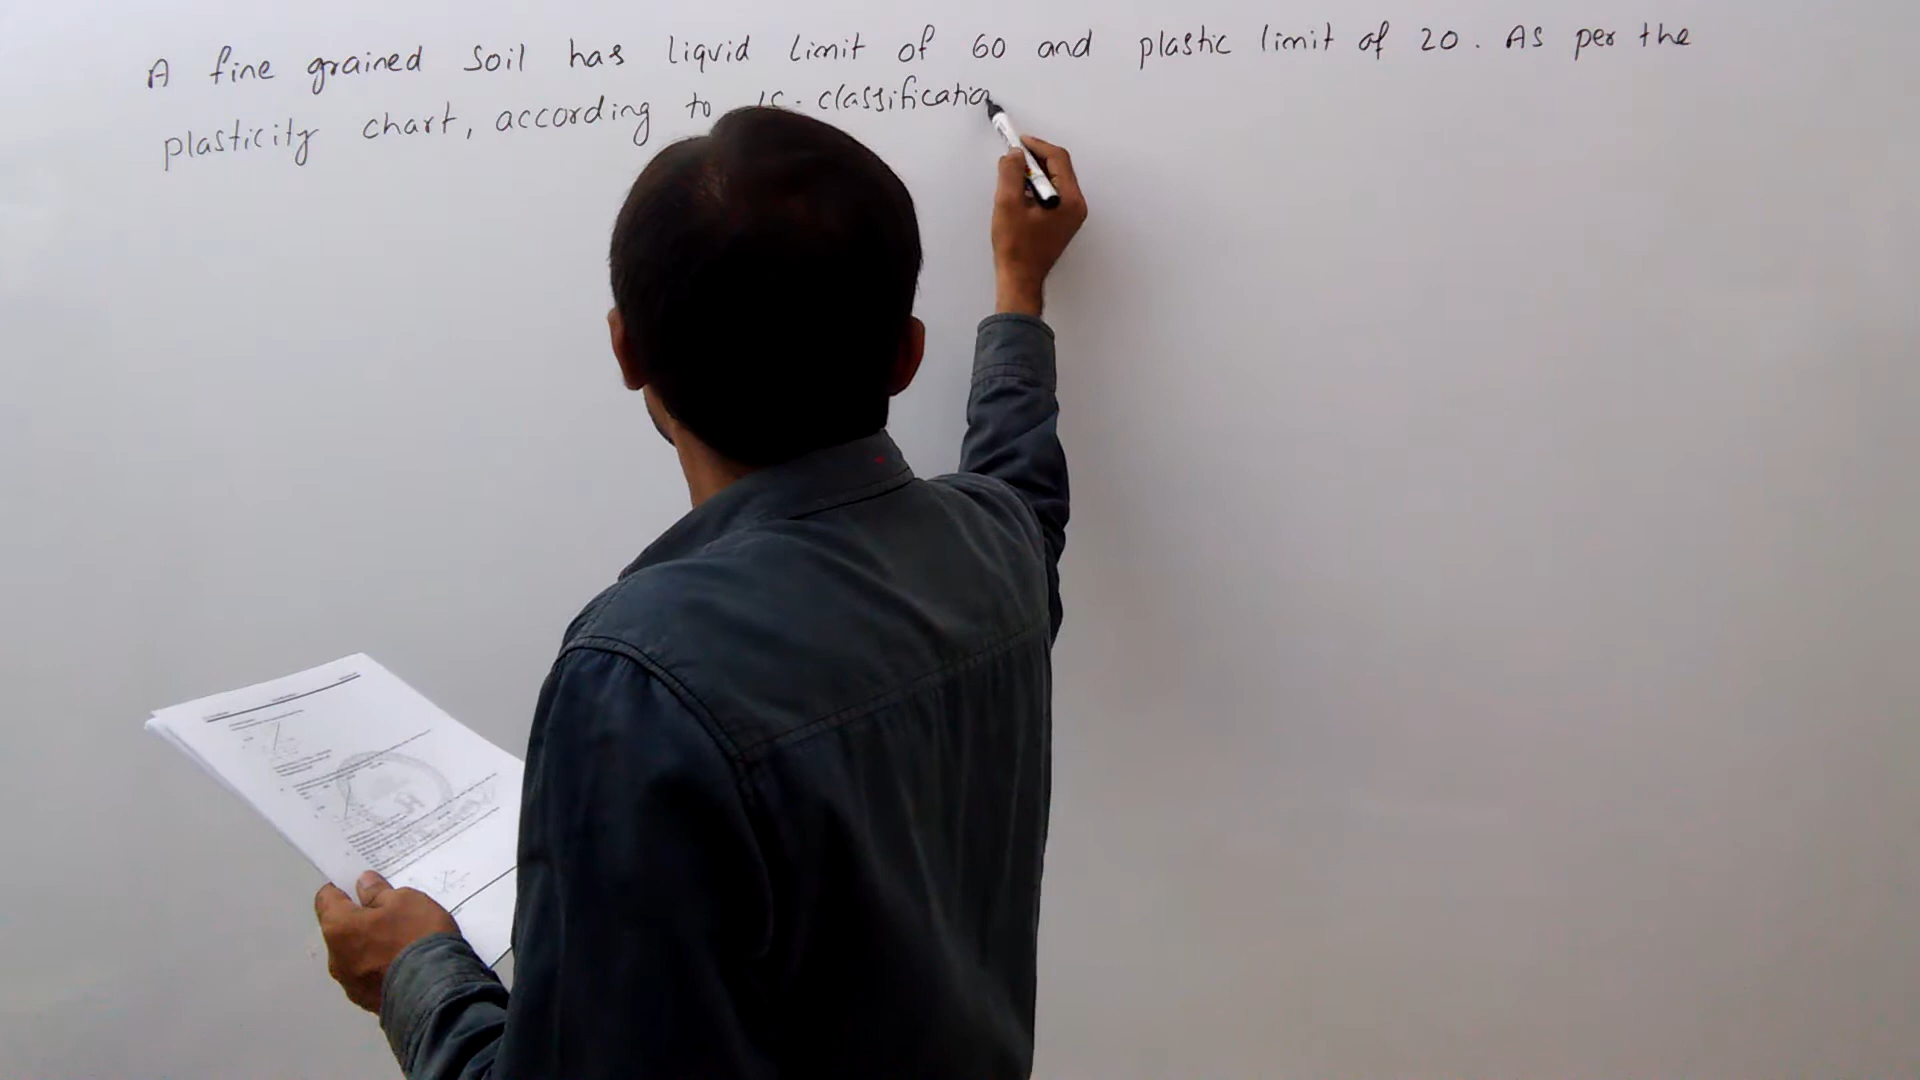 A fine grained soil has liquid limit of 60 and plastic limit of 20. As per the
plasticity chart, according to IS. classification